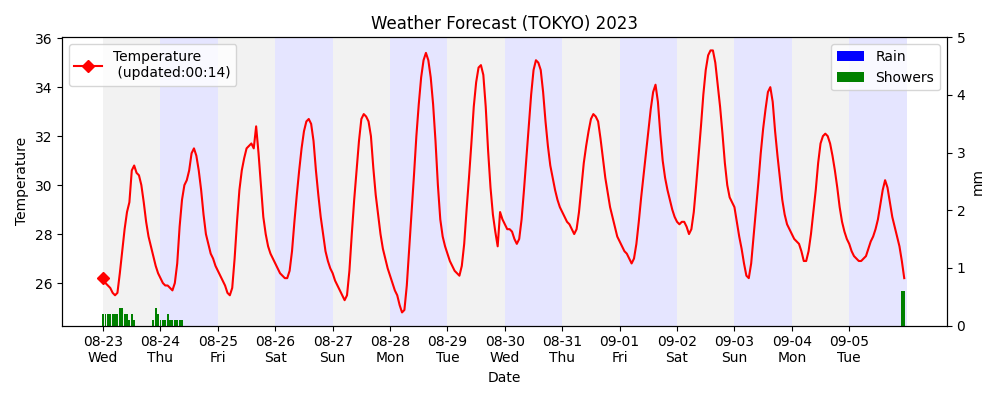 Weather Forecast (TOKYO) 2023
Temperature
(updated:00:14)
Rain
Showers
Temperature
36
34
32
30
28
26
5
4
3
2
1
0
mm
08-23 08-24 08-25 08-26 08-27 08-28 08-29 08-30 08-31 09-01 09-02 09-03 09-04 09-05
Wed Thu Fri Sat Sun Mon Tue Wed Thu Fri Sat Sun Mon Tue
Date